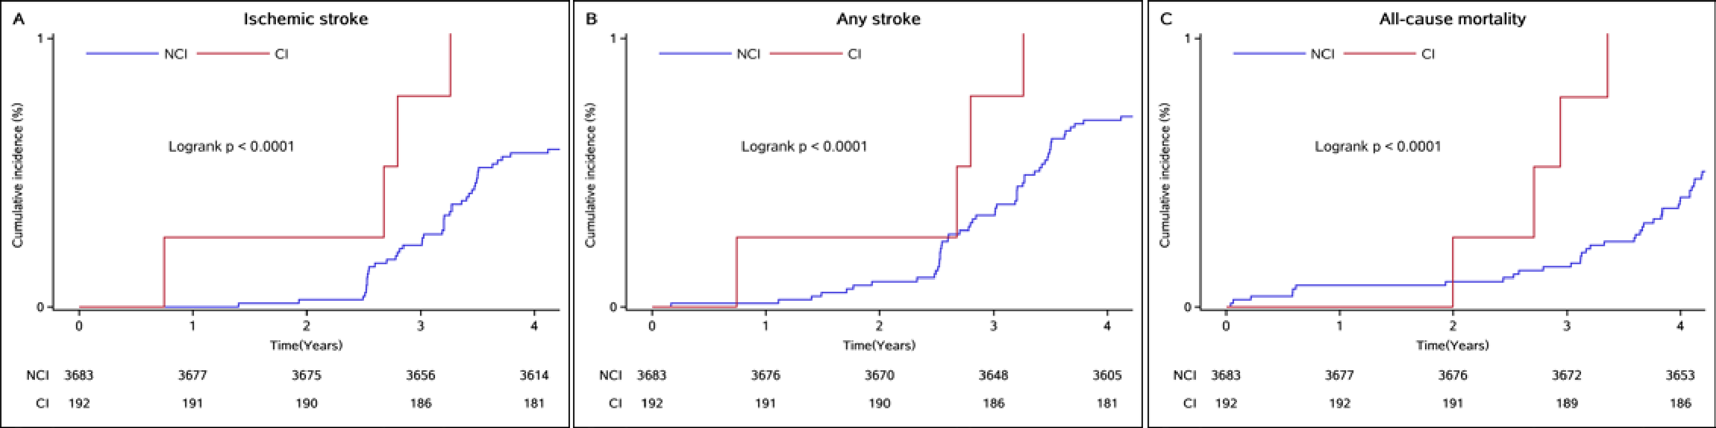 A
Ischemic stroke
1
NCI
CI
Cumulative incidence (%)
Logrank p < 0.0001
0
0 1 2 3 4
Time(Years)
NCI 3683 3677 3675 3656 3614
CI 192 191 190 186 181
B
Any stroke
1
NCI
CI
Cumulative incidence (%)
Logrank p < 0.0001
0
0 1 2 3 4
Time(Years)
NCI 3683 3676 3670 3648 3605
CI 192 191 190 186 181
C
All-cause mortality
1
NCI
CI
Cumulative incidence (%)
Logrank p < 0.0001
0
0 1 2 3 4
Time(Years)
NCI 3683 3677 3676 3672 3653
CI 192 192 191 189 186